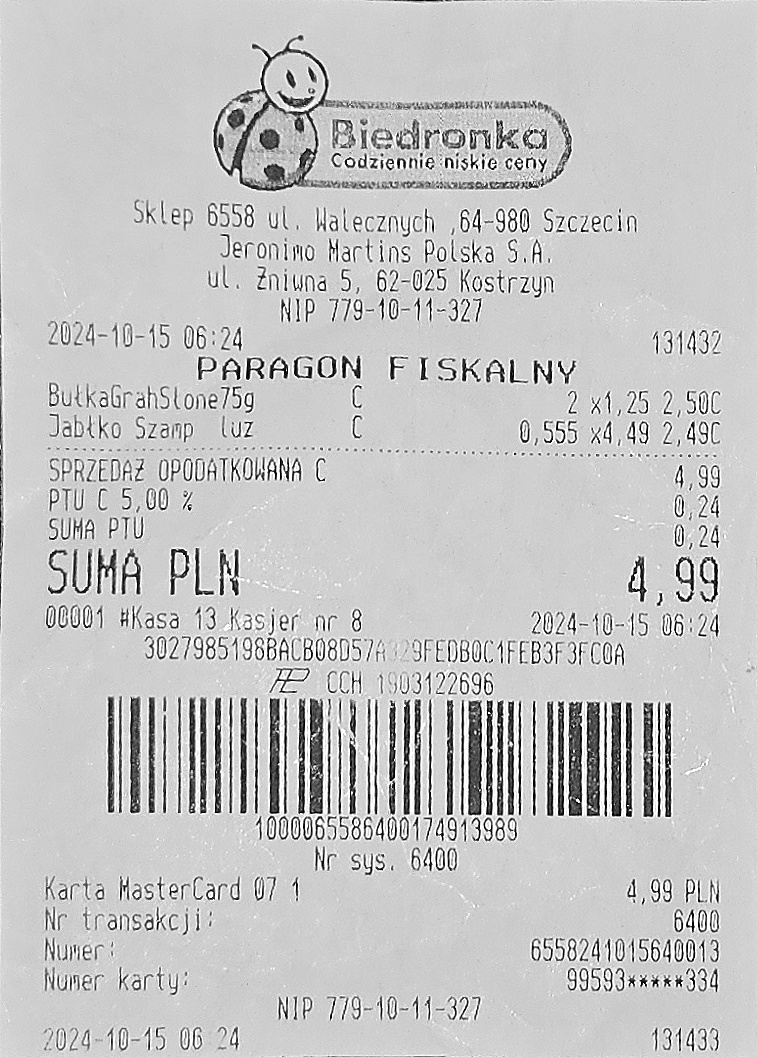 Biedronka
Codziennie niskie ceny
Sklep 6558 ul. Walecznych ,64-980 Szczecin
Jeronimo Martins Polska S.A.
ul. Żniwna 5, 62-025 Kostrzyn
NIP 779-10-11-327
2024-10-15 06:24 131432
PARAGON FISKALNY
BułkaGrahSłone75g C 2 x1,25 2,50C
Jabłko Szamp luz C 0,555 x4,49 2,49C
SPRZEDAŻ OPODATKOWANA C 4,99
PTU C 5,00 % 0,24
SUMA PTU 0,24
SUMA PLN 4,99
00001 #Kasa 13 Kasjer nr 8 2024-10-15 06:24
CCH 1903122696
1000065586400174913989
Nr sys. 6400
Karta MasterCard 07 1 4,99 PLN
Nr transakcji: 6400
Numer: 6558241015640013
Numer karty: 99593*****334
NIP 779-10-11-327
2024-10-15 06 24 131433